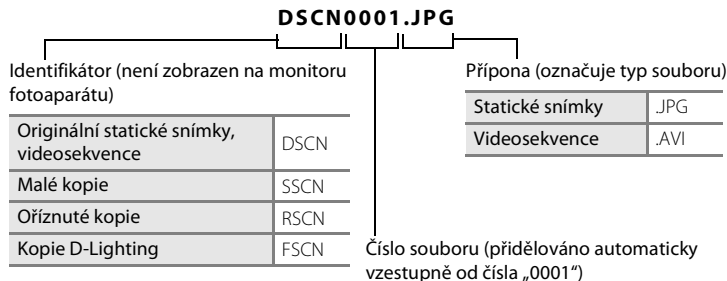 DSCN0001.JPG
Identifikátor (není zobrazen na monitoru
fotoaparátu)
Originální statické snímky,
videosekvence
DSCN
Malé kopie
SSCN
Oříznuté kopie
RSCN
Kopie D-Lighting
FSCN
Přípona (označuje typ souboru)
Statické snímky
.JPG
Videosekvence
.AVI
Číslo souboru (přidělováno automaticky
vzestupně od čísla „0001“)